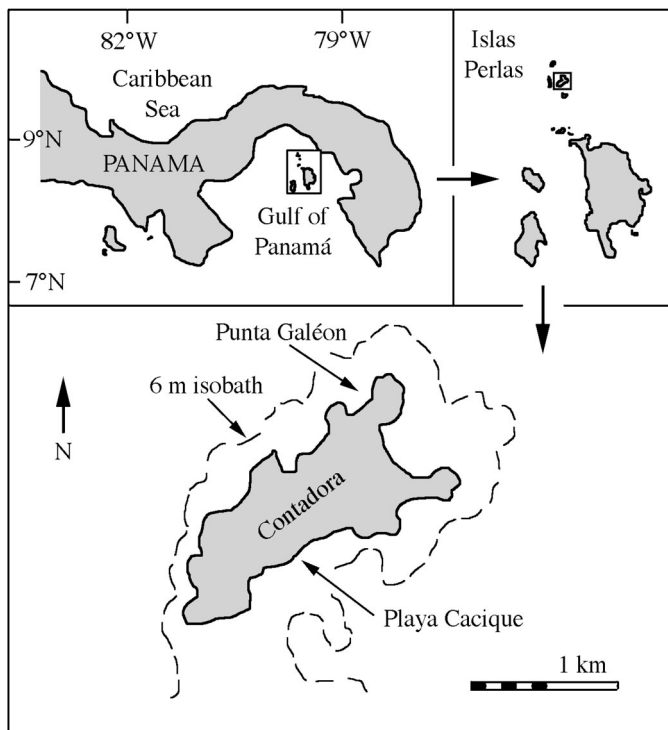 82°W
79°W
Caribbean
Sea
9°N
PANAMA
Gulf of
Panamá
7°N
Islas
Perlas
Punta Galéon
6 m isobath
N
Contadora
Playa Cacique
1 km